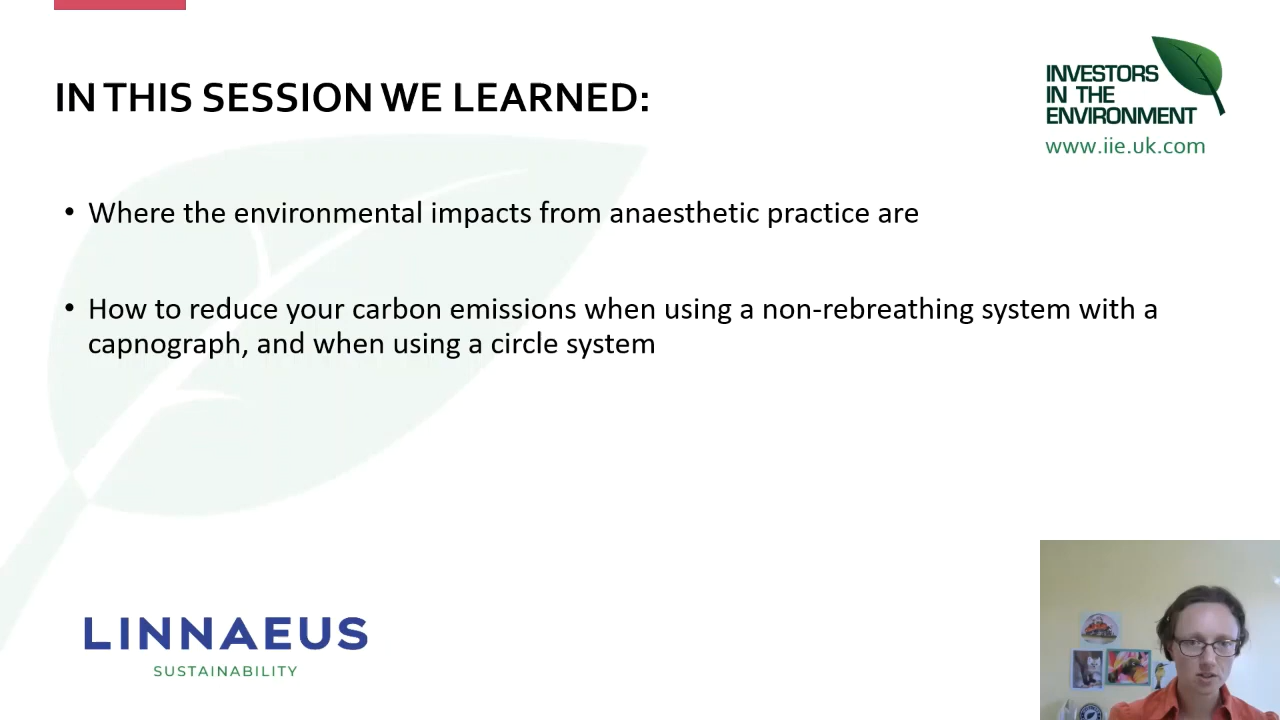 IN THIS SESSION WE LEARNED:
INVESTORS
IN THE
ENVIRONMENT
www.iie.uk.com
• Where the environmental impacts from anaesthetic practice are
• How to reduce your carbon emissions when using a non-rebreathing system with a
capnograph, and when using a circle system
LINNAEUS
SUSTAINABILITY